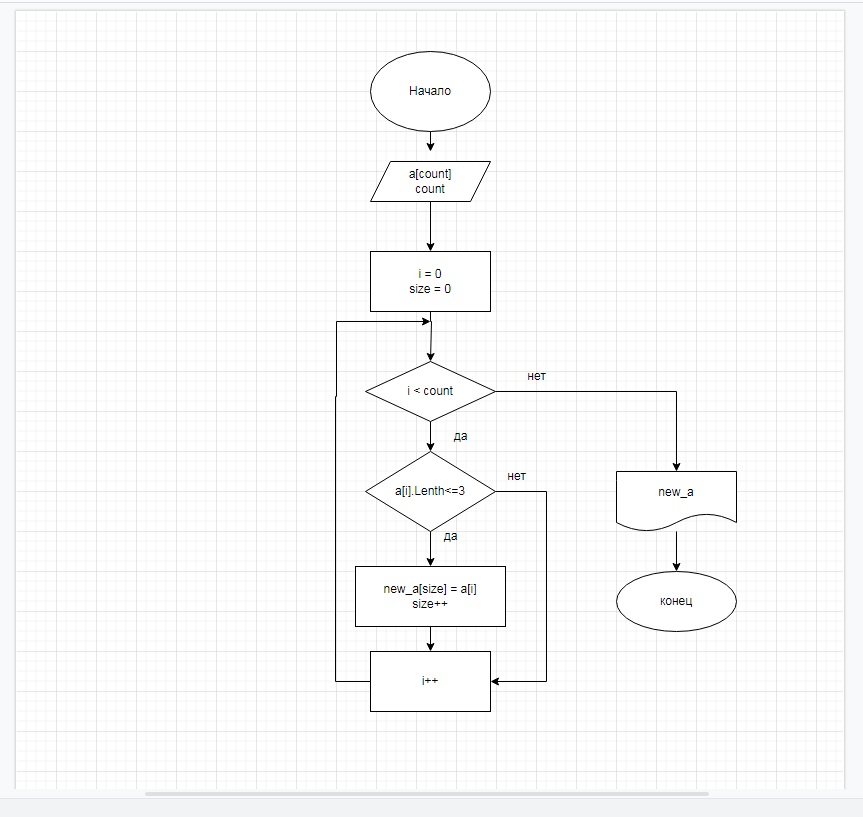 Начало
a[count]
count
i = 0
size = 0
i < count
нет
да
a[i].Lenth<=3
нет
да
new_a
new_a[size] = a[i]
size++
конец
i++